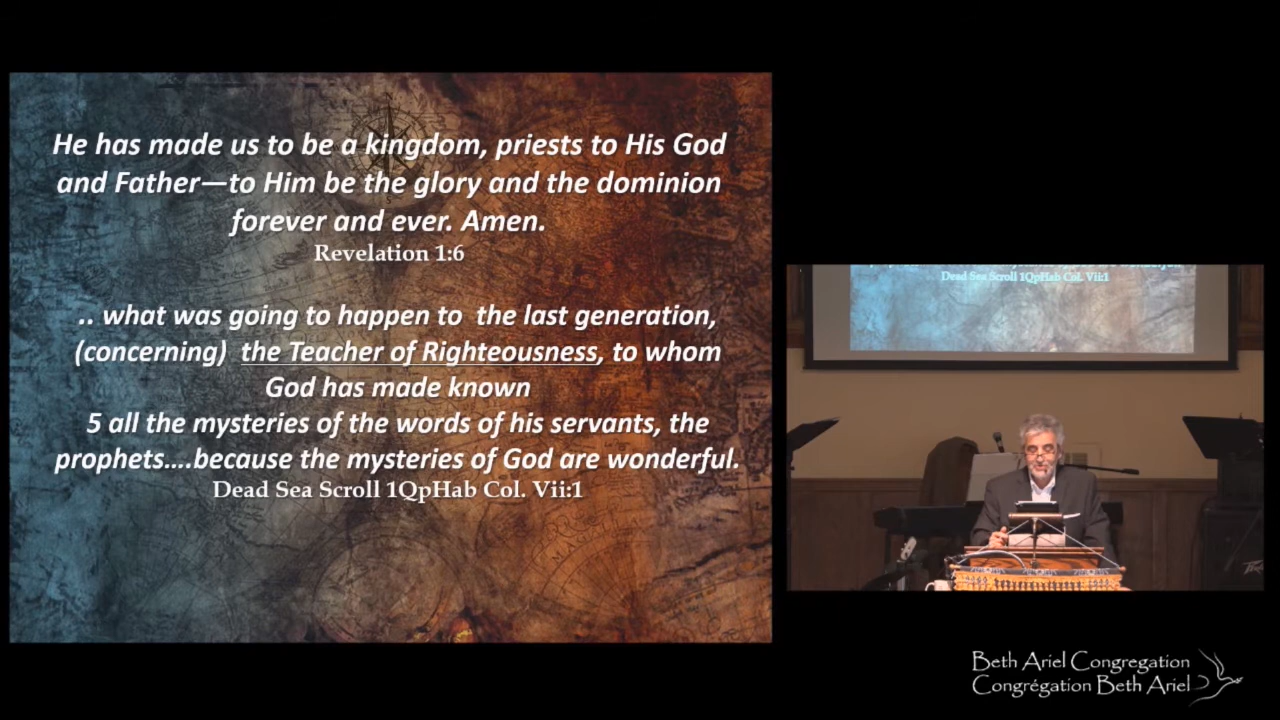 He has made us to be a kingdom, priests to His God
and Father—to Him be the glory and the dominion
forever and ever. Amen.
Revelation 1:6
.. what was going to happen to the last generation,
(concerning) the Teacher of Righteousness, to whom
God has made known
5 all the mysteries of the words of his servants, the
prophets....because the mysteries of God are wonderful.
Dead Sea Scroll 1QpHab Col. Vii:1
Dead Sea Scroll 1QpHab Col. Vii:1
Beth Ariel Congregation
Congrégation Beth Ariel